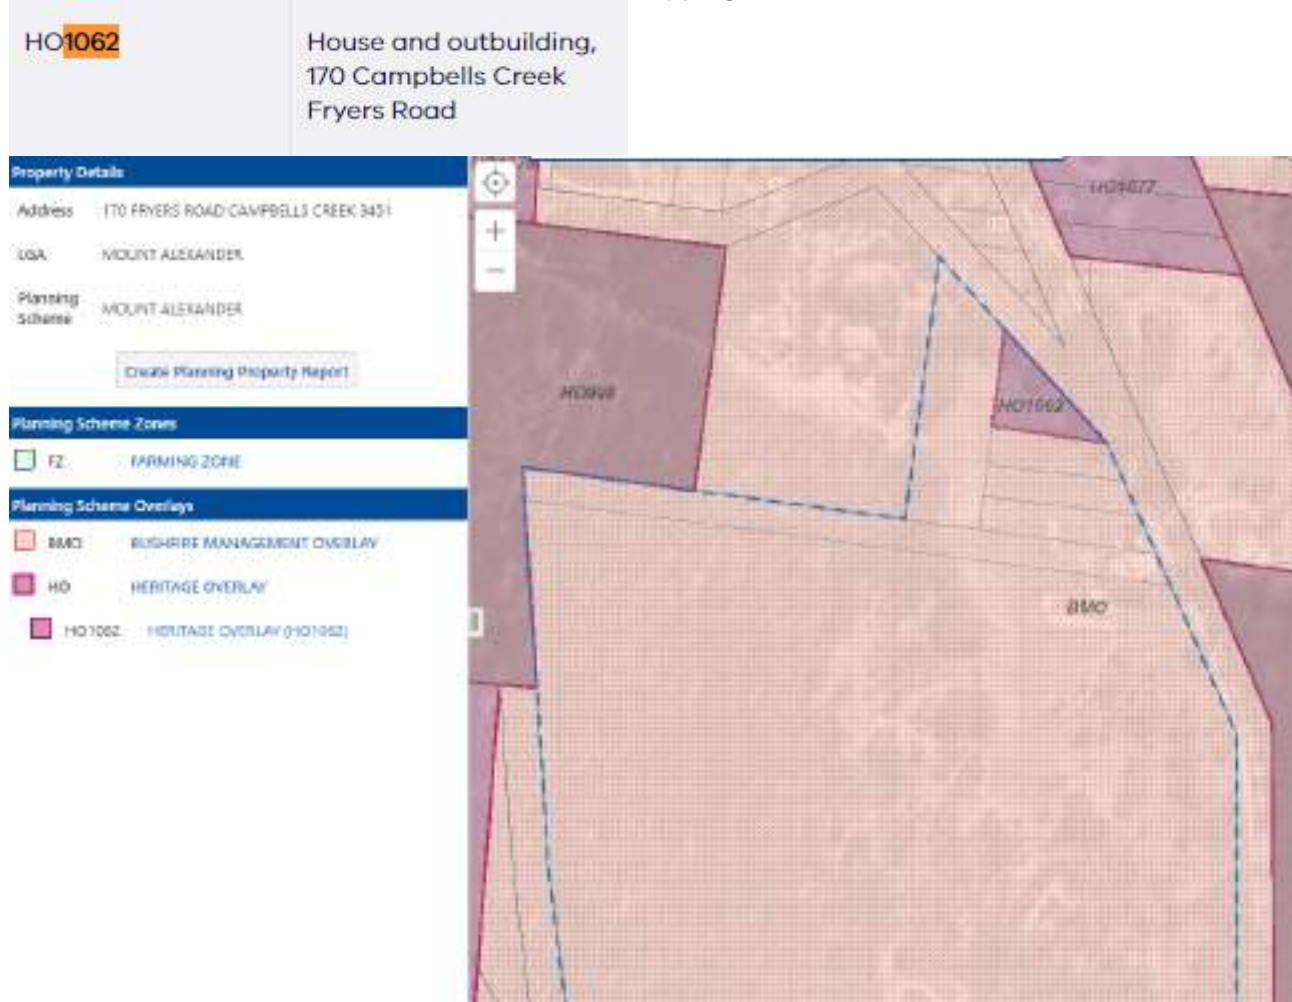 HO1062
House and outbuilding,
170 Campbells Creek
Fryers Road
Property Details
Address 170 FRYERS ROAD CAMPBELLS CREEK 3451
LGA MOUNT ALEXANDER
Planning
Scheme MOUNT ALEXANDER
Create Planning Property Report
Planning Scheme Zones
FZ FARMING ZONE
Planning Scheme Overlays
BMO BUSHFIRE MANAGEMENT OVERLAY
HO HERITAGE OVERLAY
HO1062 HERITAGE OVERLAY (HO1062)
HO1062
BMO